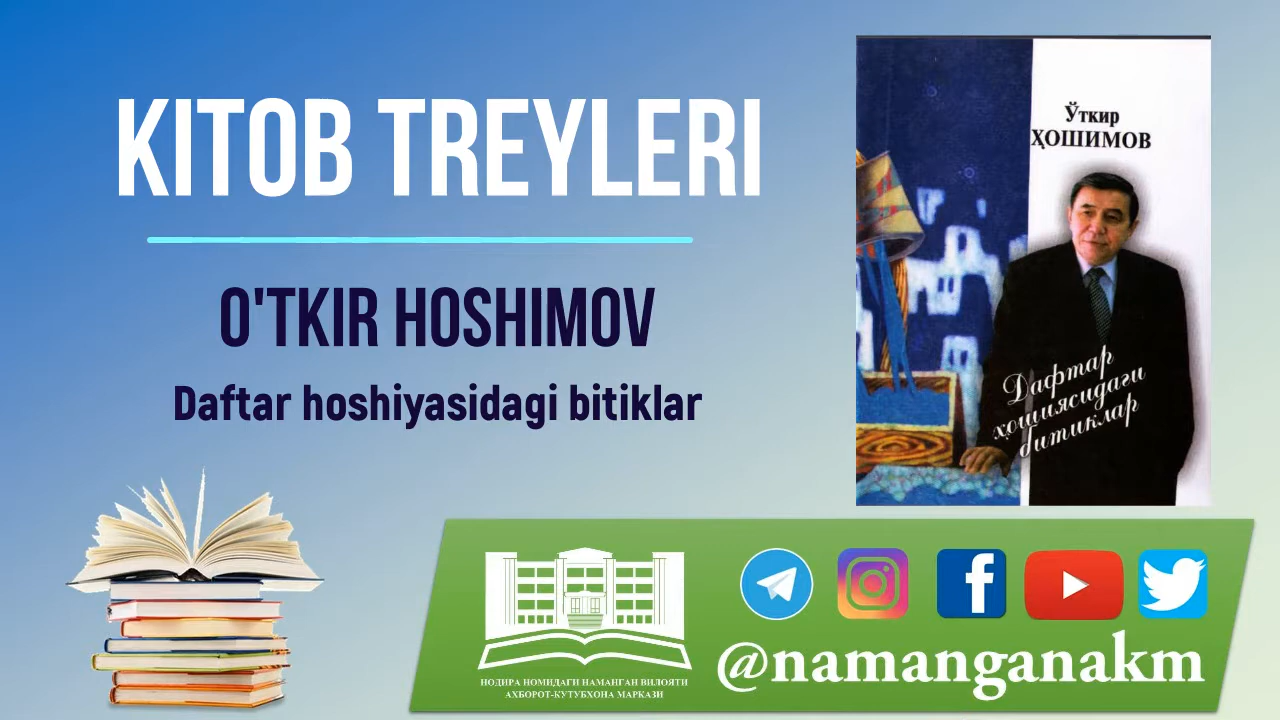 KITOB TREYLERI
O'TKIR HOSHIMOV
Daftar hoshiyasidagi bitiklar
Ўткир
ҲОШИМОВ
Дафтар
ҳошиясидаги
битиклар
НОДИРА НОМИДАГИ НАМАНГАН ВИЛОЯТИ
АХБОРОТ-КУТУБХОНА МАРКАЗИ
@namanganakm